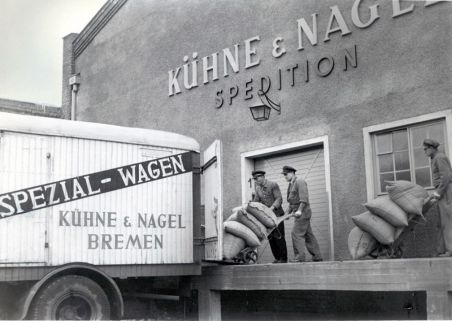 KÜHNE & NAGEL
SPEDITION
SPEZIAL-WAGEN
KÜHNE & NAGEL
BREMEN